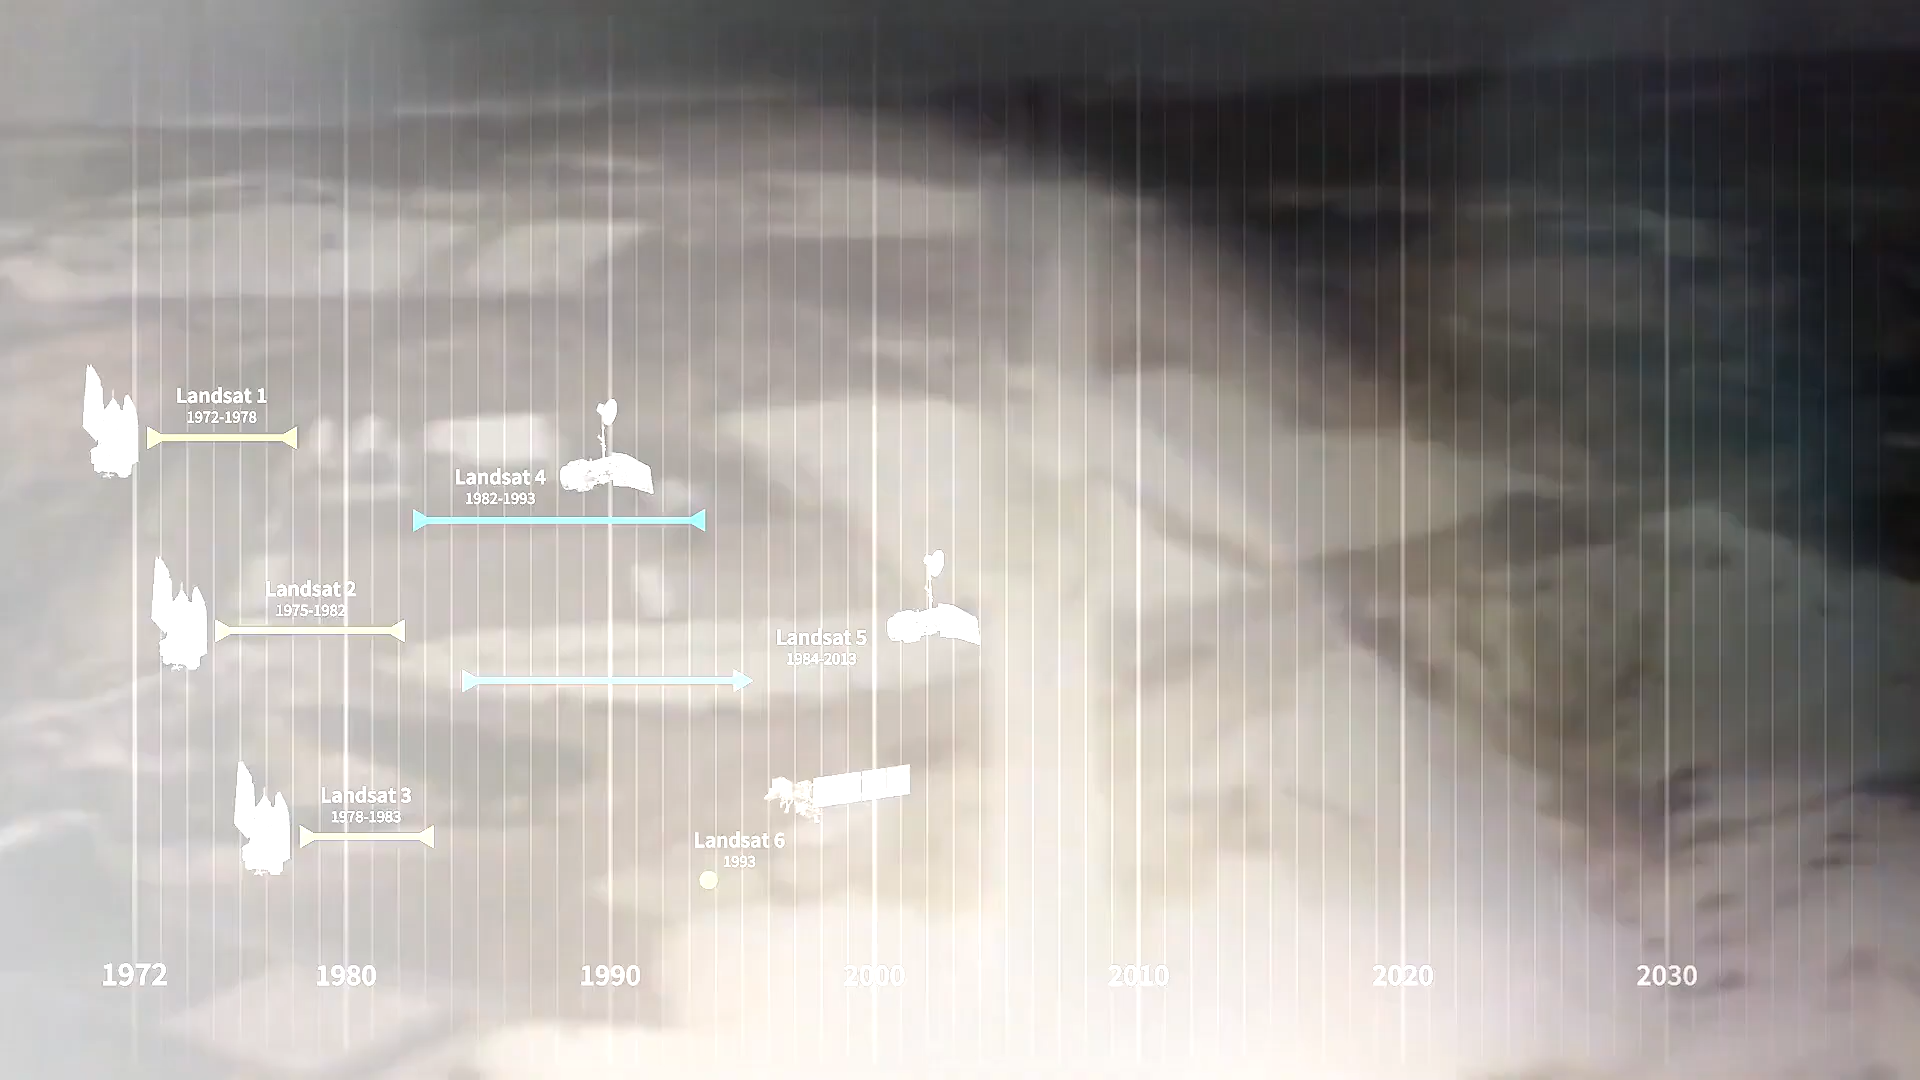 Landsat 1
1972-1978
Landsat 4
1982-1993
Landsat 2
1975-1982
Landsat 5
1984-2013
Landsat 3
1978-1983
Landsat 6
1993
1972
1980
1990
2000
2010
2020
2030